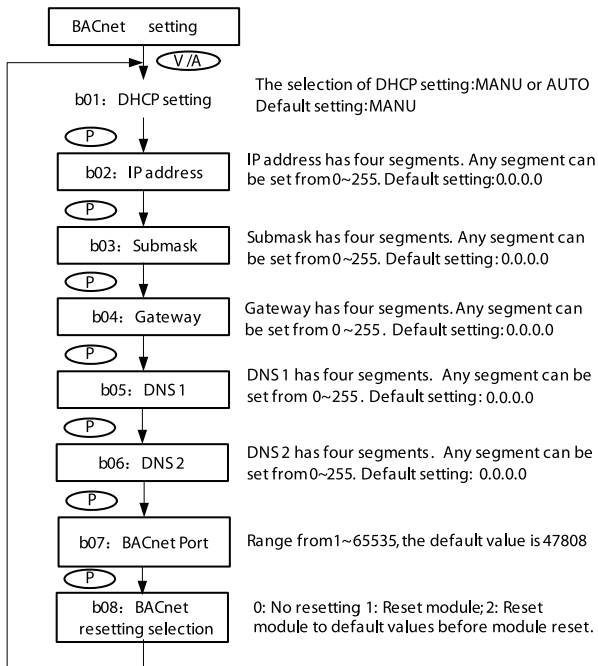 BACnet setting
V/A
b01: DHCP setting
The selection of DHCP setting:MANU or AUTO
Default setting:MANU
P
b02: IP address
IP address has four segments. Any segment can
be set from 0~255. Default setting:0.0.0.0
P
b03: Submask
Submask has four segments. Any segment can
be set from 0~255. Default setting: 0.0.0.0
P
b04: Gateway
Gateway has four segments. Any segment can
be set from 0~255. Default setting: 0.0.0.0
P
b05: DNS 1
DNS 1 has four segments. Any segment can be
set from 0~255. Default setting: 0.0.0.0
P
b06: DNS 2
DNS 2 has four segments. Any segment can be
set from 0~255. Default setting: 0.0.0.0
P
b07: BACnet Port
Range from 1~65535, the default value is 47808
P
b08: BACnet
resetting selection
0: No resetting 1: Reset module; 2: Reset
module to default values before module reset.